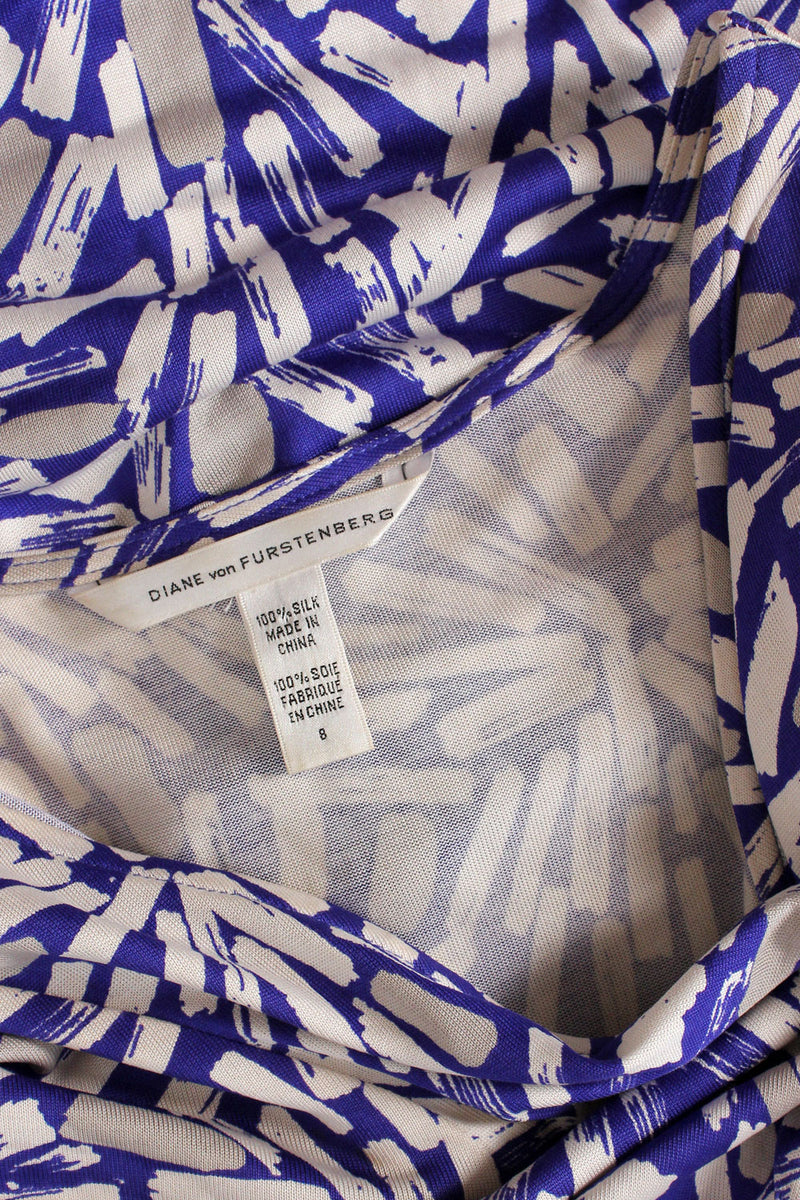 DIANE von FURSTENBERG
100% SILK
MADE IN
CHINA
100% SOIE
FABRIQUE
EN CHINE
8